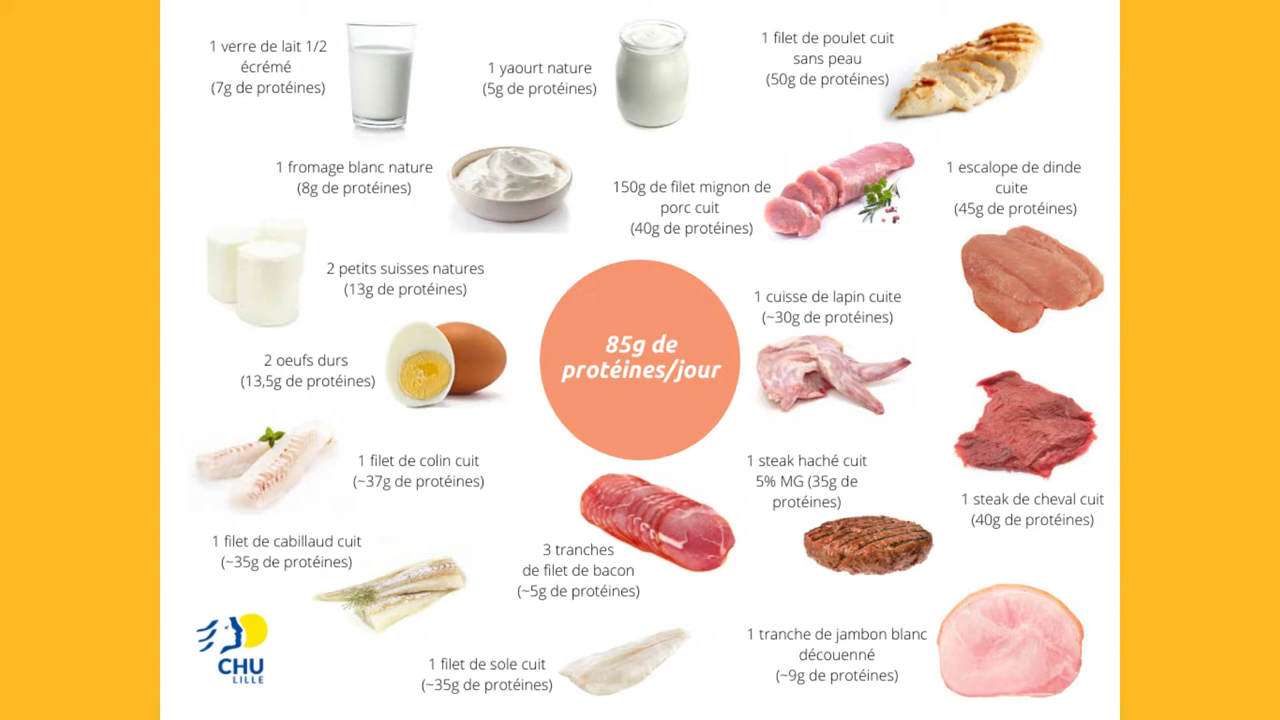 1 verre de lait 1/2
écrémé
(7g de protéines)
1 yaourt nature
(5g de protéines)
1 filet de poulet cuit
sans peau
(50g de protéines)
1 fromage blanc nature
(8g de protéines)
150g de filet mignon de
porc cuit
(40g de protéines)
1 escalope de dinde
cuite
(45g de protéines)
2 petits suisses natures
(13g de protéines)
1 cuisse de lapin cuite
(~30g de protéines)
85g de
protéines/jour
2 oeufs durs
(13,5g de protéines)
1 filet de colin cuit
(~37g de protéines)
1 steak haché cuit
5% MG (35g de
protéines)
1 steak de cheval cuit
(40g de protéines)
1 filet de cabillaud cuit
(~35g de protéines)
3 tranches
de filet de bacon
(~5g de protéines)
1 tranche de jambon blanc
découenné
(~9g de protéines)
1 filet de sole cuit
(~35g de protéines)
CHU
LILLE